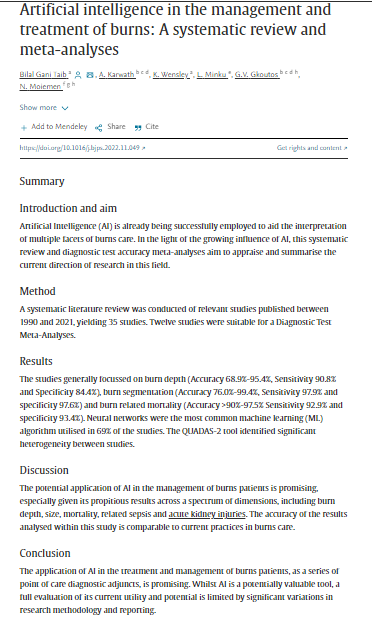 Artificial intelligence in the management and
treatment of burns: A systematic review and
meta-analyses
Bilal Gani Taib a, A. Karwath b c d, K. Wensley a, L. Minku e, G.V. Gkoutos b c d h,
N. Moiemen f g h
Show more
Add to Mendeley Share Cite
https://doi.org/10.1016/j.bjps.2022.11.049 Get rights and content
Summary
Introduction and aim
Artificial Intelligence (AI) is already being successfully employed to aid the interpretation
of multiple facets of burns care. In the light of the growing influence of AI, this systematic
review and diagnostic test accuracy meta-analyses aim to appraise and summarise the
current direction of research in this field.
Method
A systematic literature review was conducted of relevant studies published between
1990 and 2021, yielding 35 studies. Twelve studies were suitable for a Diagnostic Test
Meta-Analyses.
Results
The studies generally focussed on burn depth (Accuracy 68.9%-95.4%, Sensitivity 90.8%
and Specificity 84.4%), burn segmentation (Accuracy 76.0%-99.4%, Sensitivity 97.9% and
specificity 97.6%) and burn related mortality (Accuracy >90%-97.5% Sensitivity 92.9% and
specificity 93.4%). Neural networks were the most common machine learning (ML)
algorithm utilised in 69% of the studies. The QUADAS-2 tool identified significant
heterogeneity between studies.
Discussion
The potential application of AI in the management of burns patients is promising,
especially given its propitious results across a spectrum of dimensions, including burn
depth, size, mortality, related sepsis and acute kidney injuries. The accuracy of the results
analysed within this study is comparable to current practices in burns care.
Conclusion
The application of AI in the treatment and management of burns patients, as a series of
point of care diagnostic adjuncts, is promising. Whilst AI is a potentially valuable tool, a
full evaluation of its current utility and potential is limited by significant variations in
research methodology and reporting.